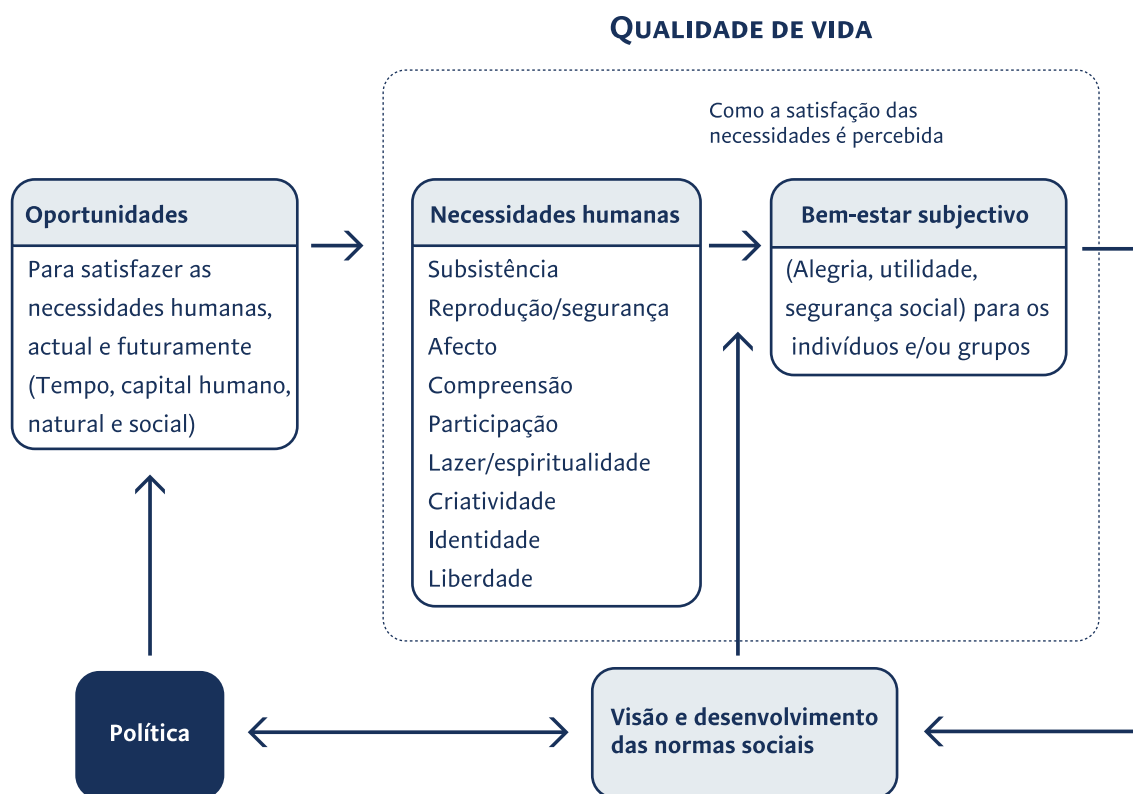 QUALIDADE DE VIDA
Como a satisfação das
necessidades é percebida
Oportunidades
Para satisfazer as
necessidades humanas,
actual e futuramente
(Tempo, capital humano,
natural e social)
Necessidades humanas
Subsistência
Reprodução/segurança
Afecto
Compreensão
Participação
Lazer/espiritualidade
Criatividade
Identidade
Liberdade
Bem-estar subjectivo
(Alegria, utilidade,
segurança social) para os
indivíduos e/ou grupos
Política
Visão e desenvolvimento
das normas sociais